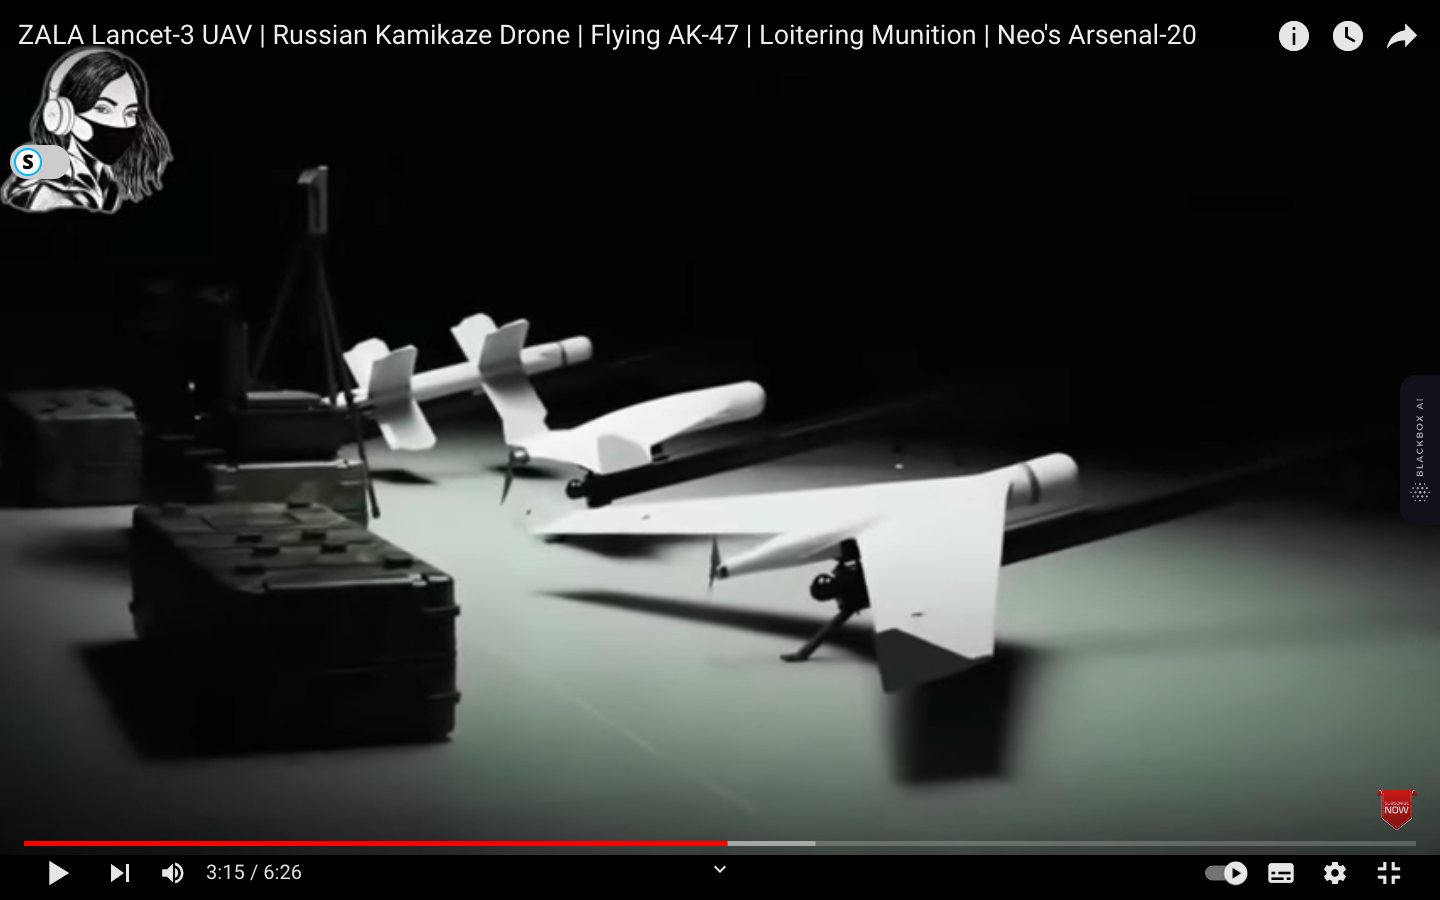 ZALA Lancet-3 UAV | Russian Kamikaze Drone | Flying AK-47 | Loitering Munition | Neo's Arsenal-20
S
BLACKBOX AI
SUBSCRIBE
NOW
3:15 / 6:26